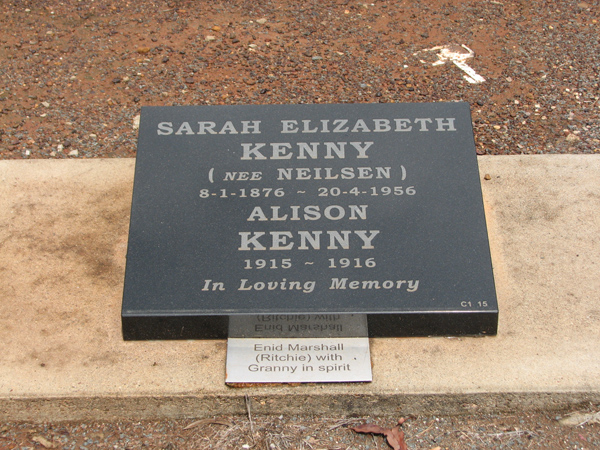 SARAH ELIZABETH
KENNY
( NEE NEILSEN )
8-1-1876 ~ 20-4-1956
ALISON
KENNY
1915 ~ 1916
In Loving Memory
C1 15
Enid Marshall
(Ritchie) with
Granny in spirit